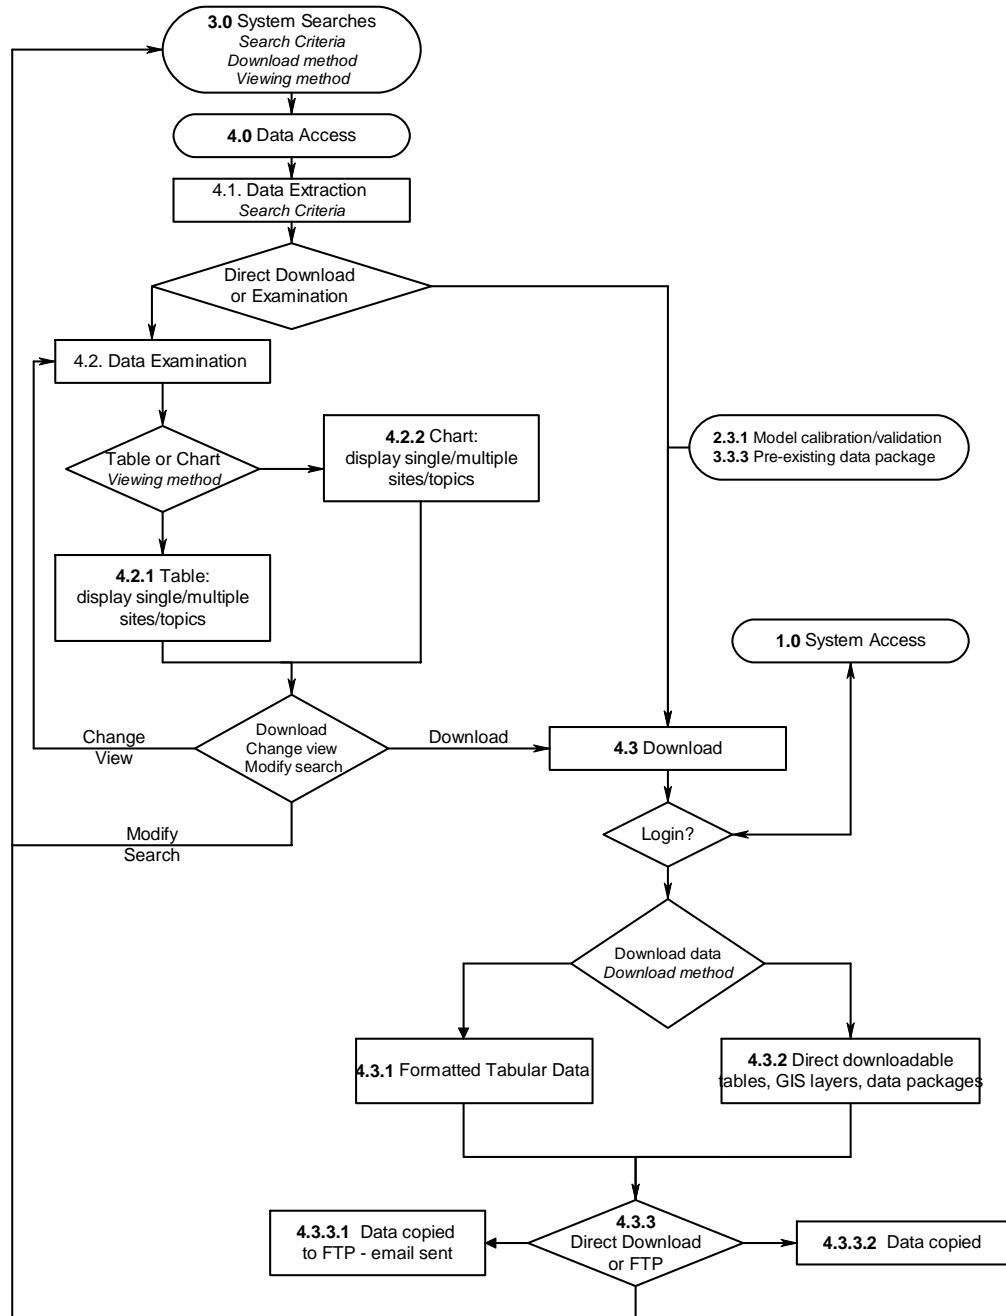 3.0 System Searches
Search Criteria
Download method
Viewing method
4.0 Data Access
4.1. Data Extraction
Search Criteria
Direct Download
or Examination
4.2. Data Examination
4.2.2 Chart:
display single/multiple
sites/topics
2.3.1 Model calibration/validation
3.3.3 Pre-existing data package
Table or Chart
Viewing method
4.2.1 Table:
display single/multiple
sites/topics
1.0 System Access
Change
View
Download
Change view
Modify search
Download
4.3 Download
Modify
Search
Login?
Download data
Download method
4.3.1 Formatted Tabular Data
4.3.2 Direct downloadable
tables, GIS layers, data packages
4.3.3.1 Data copied
to FTP - email sent
4.3.3
Direct Download
or FTP
4.3.3.2 Data copied